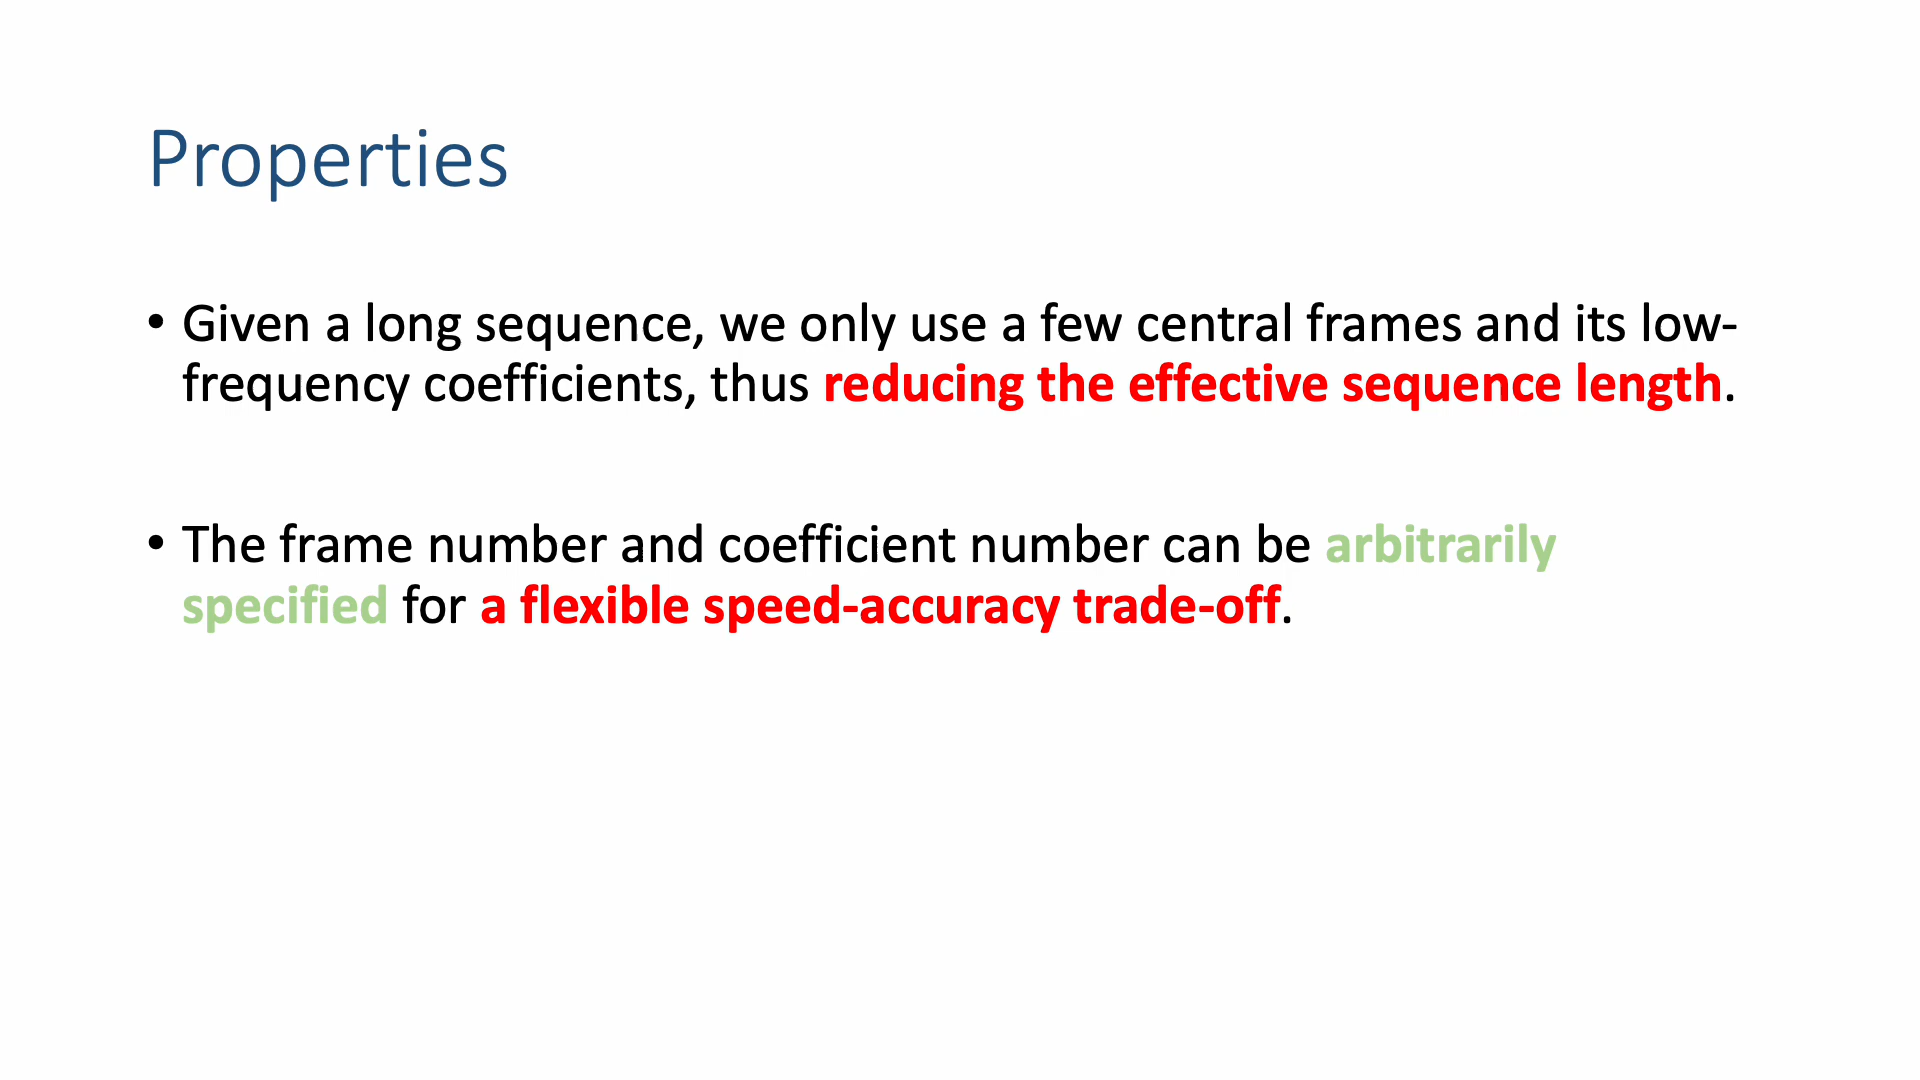 Properties
• Given a long sequence, we only use a few central frames and its low-
frequency coefficients, thus reducing the effective sequence length.
• The frame number and coefficient number can be arbitrarily
specified for a flexible speed-accuracy trade-off.